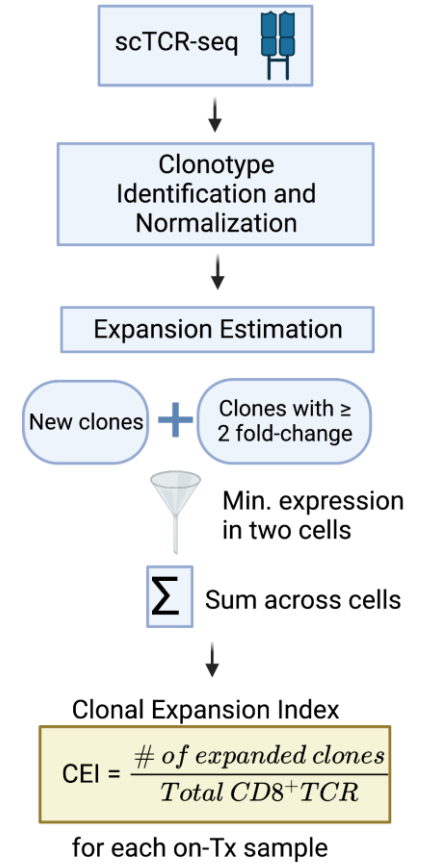 scTCR-seq
Clonotype
Identification and
Normalization
Expansion Estimation
New clones
+
Clones with ≥
2 fold-change
Min. expression
in two cells
Σ
Sum across cells
Clonal Expansion Index
CEI = # of expanded clones / Total CD8⁺TCR
for each on-Tx sample